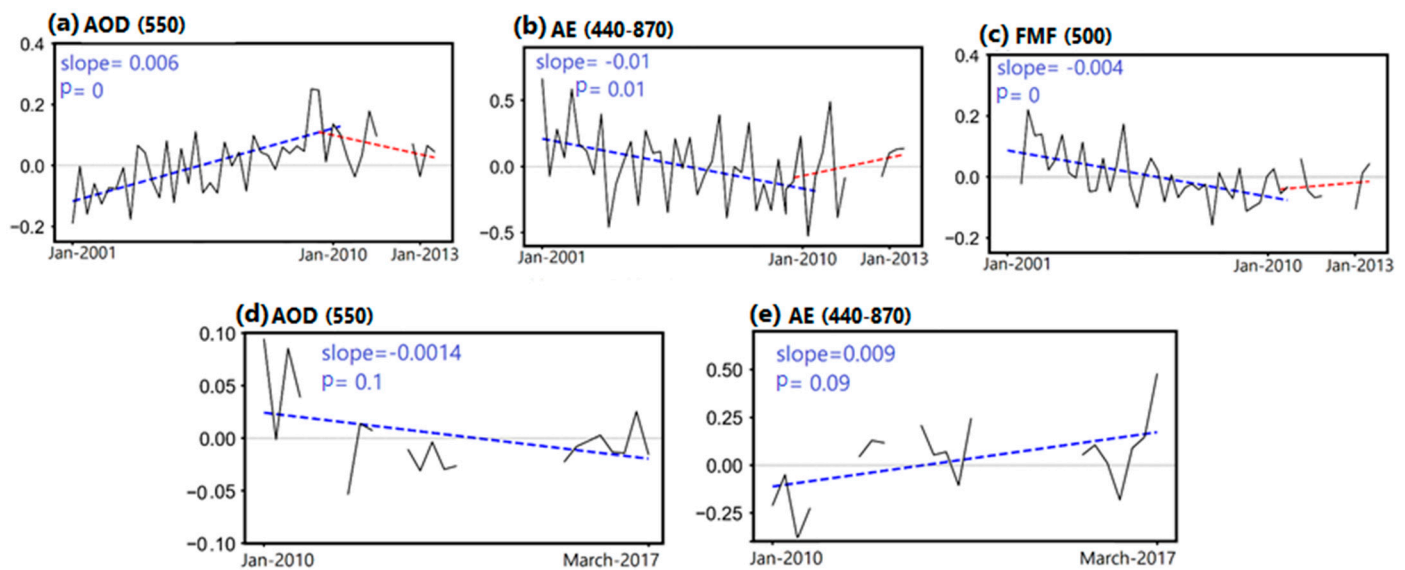 (a) AOD (550)
slope= 0.006
p= 0
0.4
0.2
0.0
−0.2
Jan-2001
Jan-2010
Jan-2013
(b) AE (440-870)
slope= -0.01
p= 0.01
0.5
0.0
−0.5
Jan-2001
Jan-2010
Jan-2013
(c) FMF (500)
slope= -0.004
p= 0
0.4
0.2
0.0
−0.2
Jan-2001
Jan-2010
Jan-2013
(d) AOD (550)
slope=-0.0014
p= 0.1
0.10
0.05
0.00
−0.05
−0.10
Jan-2010
March-2017
(e) AE (440-870)
slope=0.009
p= 0.09
0.50
0.25
0.00
−0.25
Jan-2010
March-2017